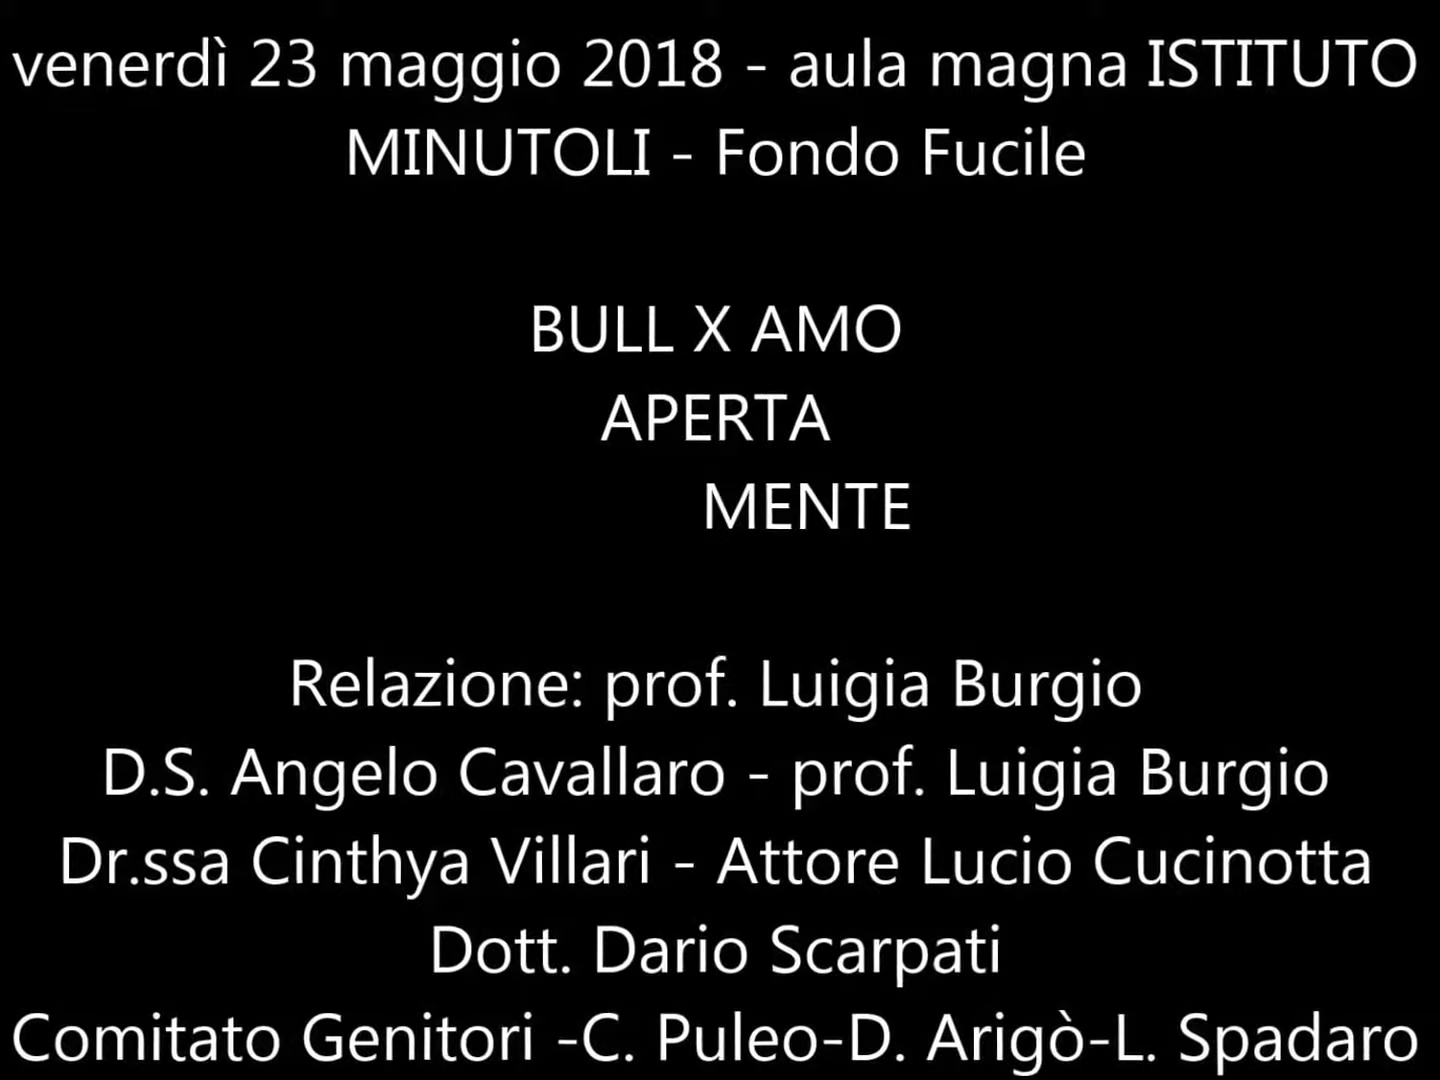 venerdì 23 maggio 2018 - aula magna ISTITUTO
MINUTOLI - Fondo Fucile
BULL X AMO
APERTA
MENTE
Relazione: prof. Luigia Burgio
D.S. Angelo Cavallaro - prof. Luigia Burgio
Dr.ssa Cinthya Villari - Attore Lucio Cucinotta
Dott. Dario Scarpati
Comitato Genitori -C. Puleo-D. Arigò-L. Spadaro